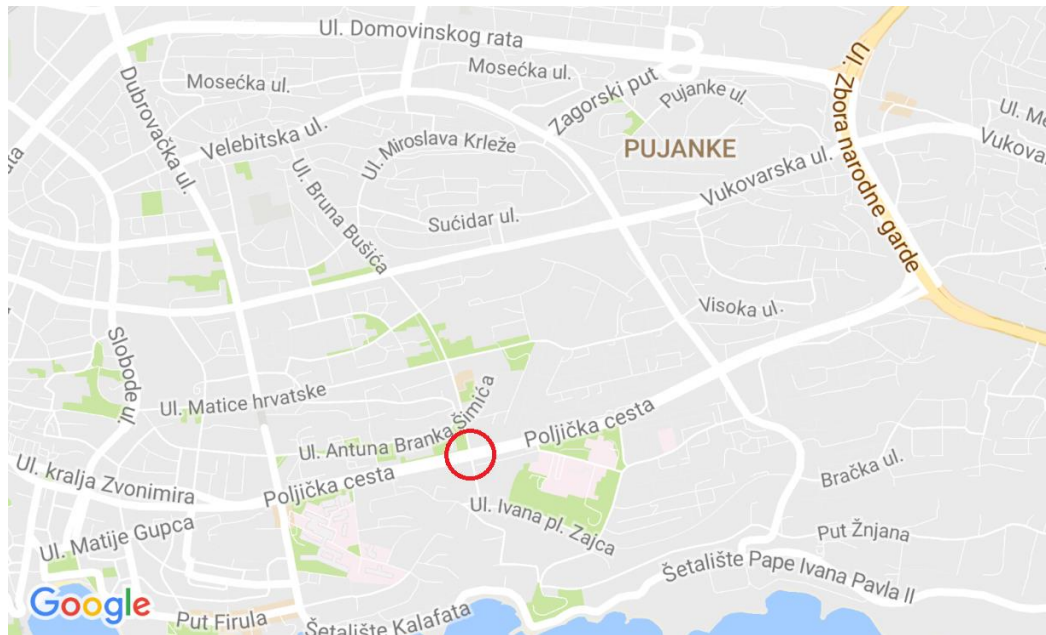 Ul. Domovinskog rata
Mosećka ul.
Mosećka ul.
Dubrovačka ul.
Zagorski put
Pujanke ul.
Ul. Zbora narodne garde
Velebitska ul.
Ul. Miroslava Krleže
PUJANKE
Vukovarska ul.
Ul. Bruna Bušića
Sućidar ul.
Visoka ul.
Slobode ul.
Ul. Matice hrvatske
Ul. Antuna Branka Šimića
Poljička cesta
Ul. kralja Zvonimira
Poljička cesta
Bračka ul.
Ul. Ivana pl. Zajca
Ul. Matije Gupca
Put Žnjana
Šetalište Pape Ivana Pavla II
Google
Put Firula
Šetalište Kalafata